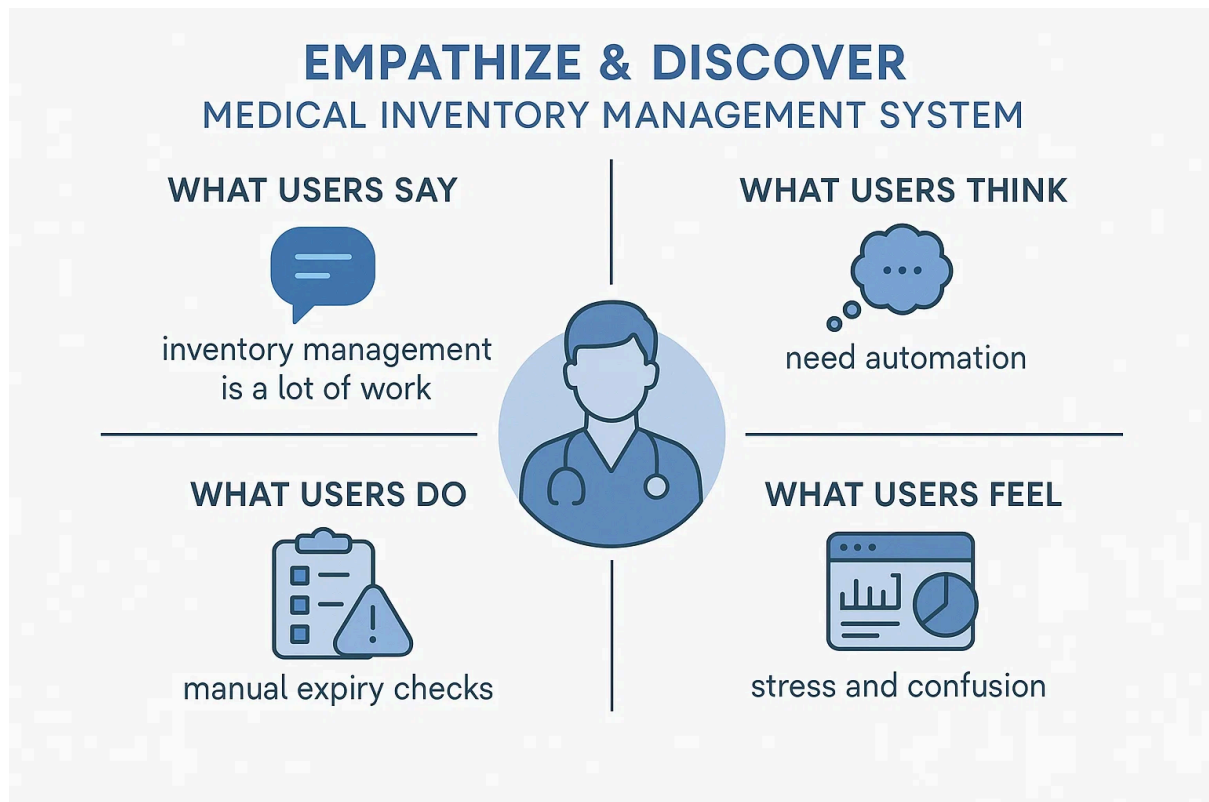 EMPATHIZE & DISCOVER
MEDICAL INVENTORY MANAGEMENT SYSTEM
WHAT USERS SAY
inventory management
is a lot of work
WHAT USERS THINK
need automation
WHAT USERS DO
manual expiry checks
WHAT USERS FEEL
stress and confusion